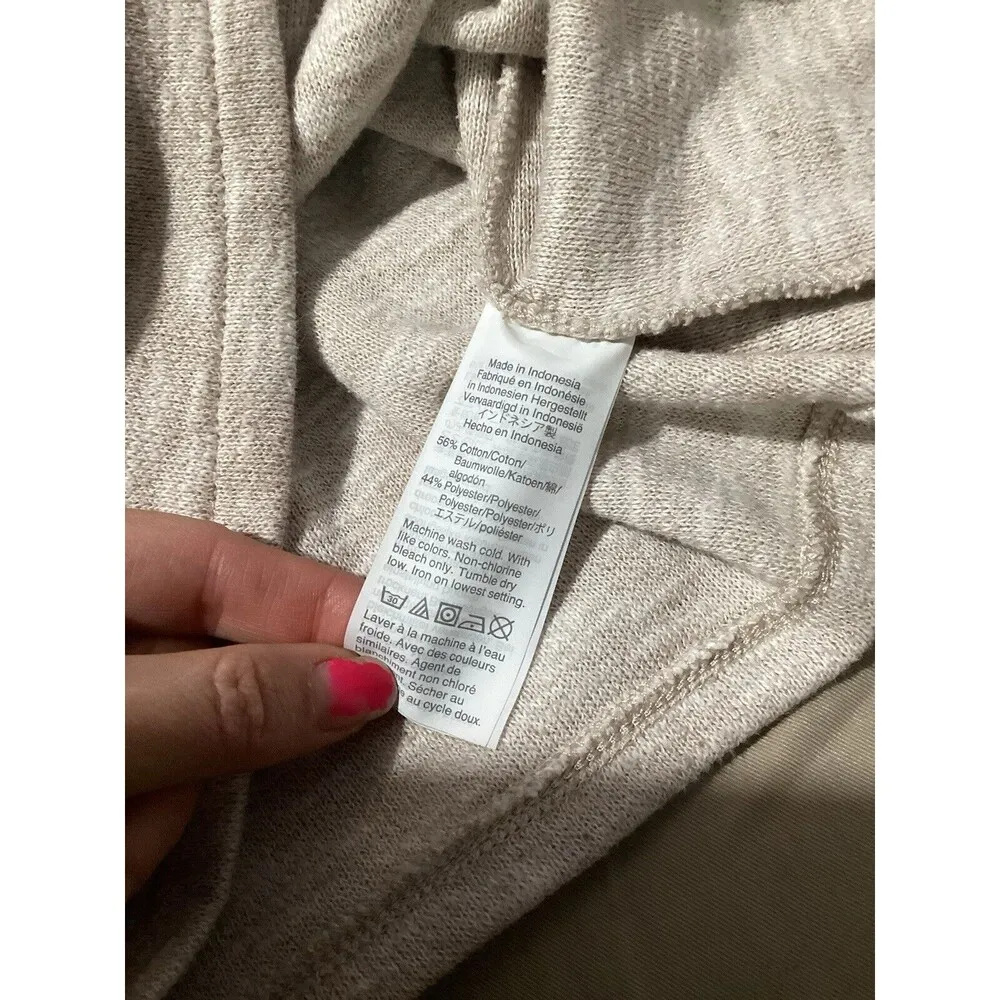 Made in Indonesia
Fabriqué en Indonésie
in Indonesien Hergestellt
Vervaardigd in Indonesië
インドネシア製
Hecho en Indonesia
56% Cotton/Coton/
Baumwolle/Katoen/綿/
algodón
44% Polyester/Polyester/
Polyester/Polyester/ポリ
エステル/poliéster
Machine wash cold. With
like colors. Non-chlorine
bleach only. Tumble dry
low. Iron on lowest setting.
30
Laver à la machine à l'eau
froide. Avec des couleurs
similaires. Agent de
blanchiment non chloré
Sécher au
au cycle doux.